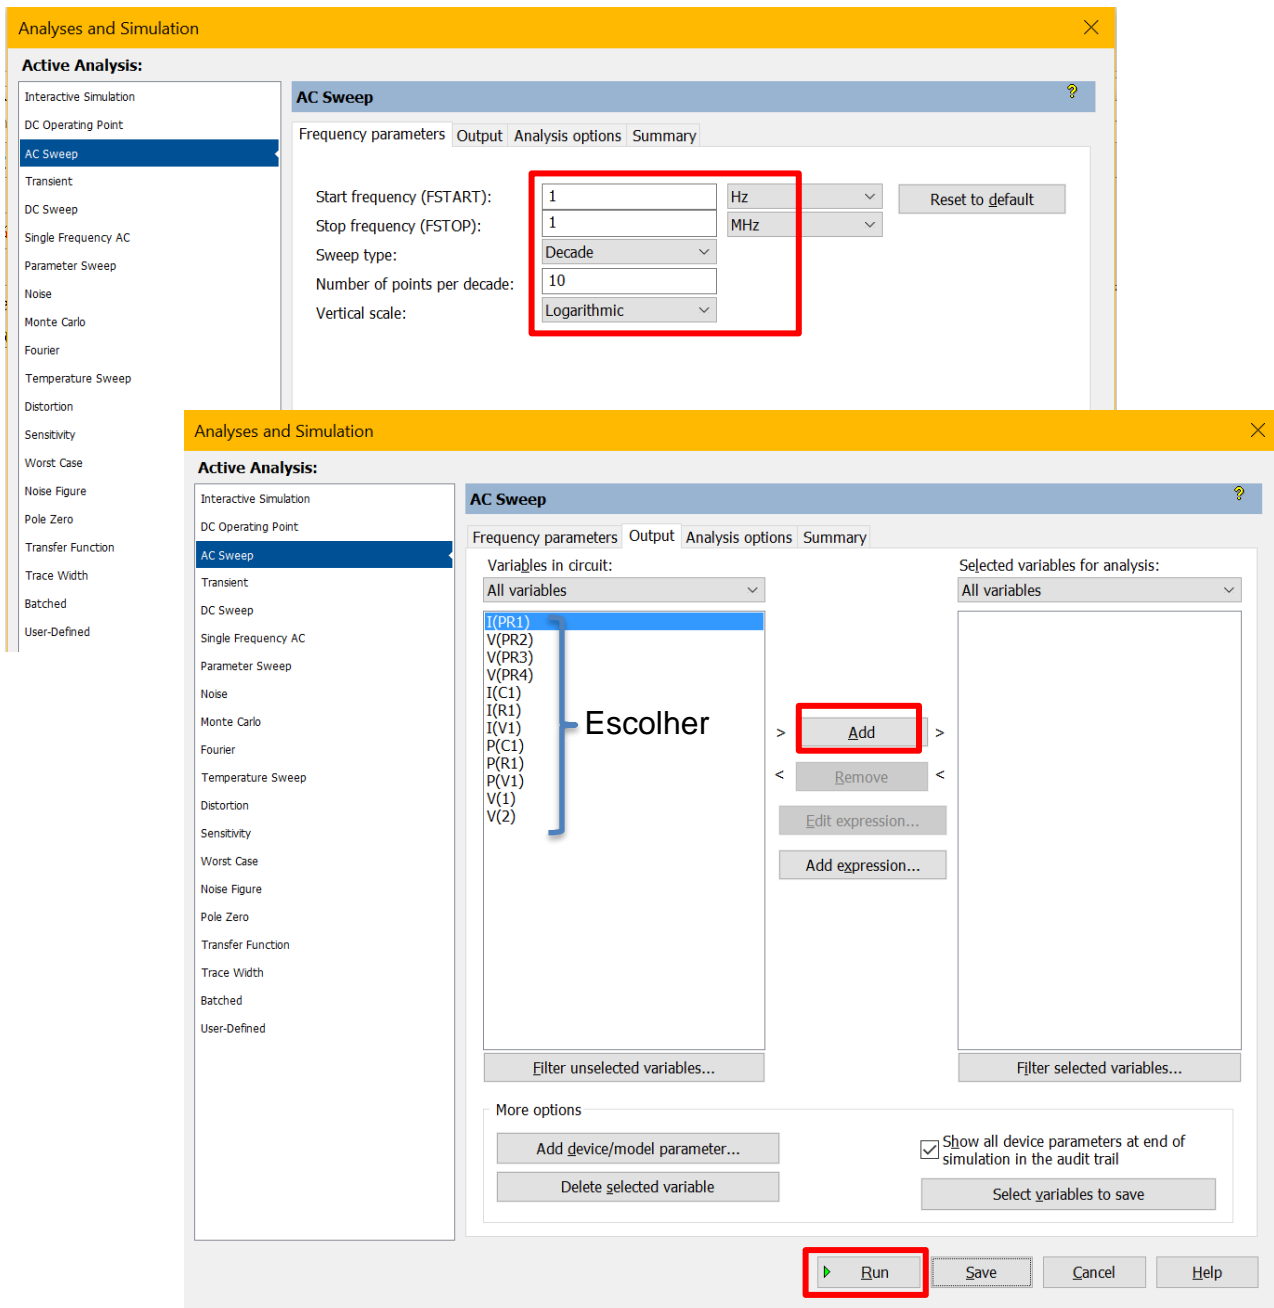 Analyses and Simulation
Active Analysis:
Interactive Simulation
DC Operating Point
AC Sweep
Transient
DC Sweep
Single Frequency AC
Parameter Sweep
Noise
Monte Carlo
Fourier
Temperature Sweep
Distortion
Sensitivity
Worst Case
Noise Figure
Pole Zero
Transfer Function
Trace Width
Batched
User-Defined
AC Sweep
?
Frequency parameters Output Analysis options Summary
Start frequency (FSTART): 1 Hz Reset to default
Stop frequency (FSTOP): 1 MHz
Sweep type: Decade
Number of points per decade: 10
Vertical scale: Logarithmic
Analyses and Simulation
Active Analysis:
Interactive Simulation
DC Operating Point
AC Sweep
Transient
DC Sweep
Single Frequency AC
Parameter Sweep
Noise
Monte Carlo
Fourier
Temperature Sweep
Distortion
Sensitivity
Worst Case
Noise Figure
Pole Zero
Transfer Function
Trace Width
Batched
User-Defined
AC Sweep
?
Frequency parameters Output Analysis options Summary
Variables in circuit:
All variables
I(PR1)
V(PR2)
V(PR3)
V(PR4)
I(C1)
I(R1)
I(V1)
P(C1)
P(R1)
P(V1)
V(1)
V(2)
Escolher
> Add >
< Remove <
Edit expression...
Add expression...
Selected variables for analysis:
All variables
Filter unselected variables...
Filter selected variables...
More options
Add device/model parameter...
Delete selected variable
Show all device parameters at end of
simulation in the audit trail
Select variables to save
Run Save Cancel Help